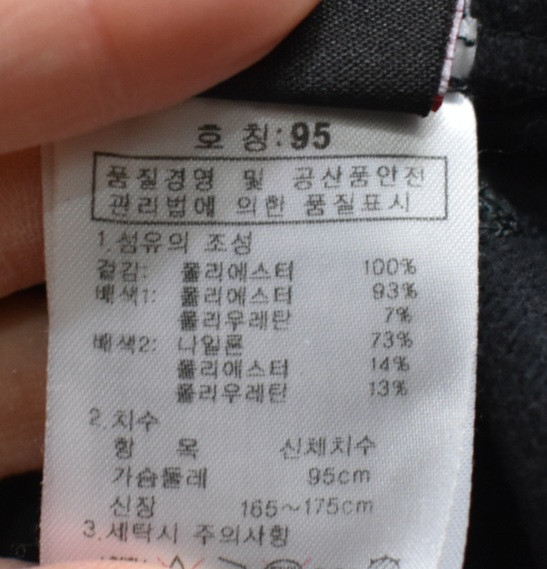 호 칭:95
품질경영 및 공산품안전
관리법에 의한 품질표시
1.섬유의 조성
겉감: 폴리에스터 100%
배색1: 폴리에스터 93%
폴리우레탄 7%
배색2: 나일론 73%
폴리에스터 14%
폴리우레탄 13%
2.치수
항 목 신체치수
가슴둘레 95cm
신장 165~175cm
3.세탁시 주의사항